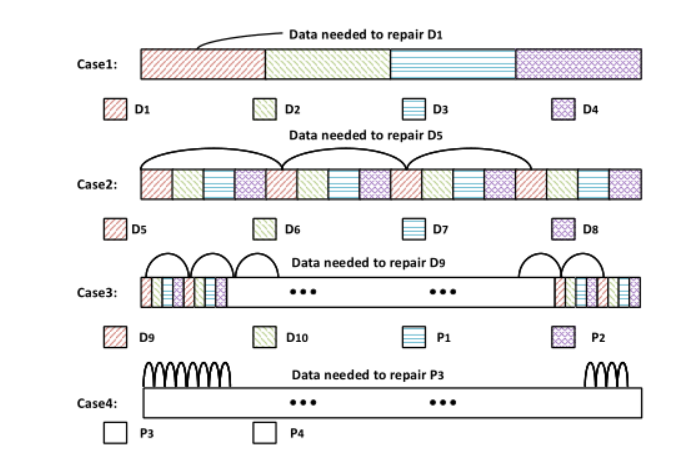 Data needed to repair D1
Case1:
D1 D2 D3 D4
Data needed to repair D5
Case2:
D5 D6 D7 D8
Data needed to repair D9
Case3:
D9 D10 P1 P2
Data needed to repair P3
Case4:
P3 P4